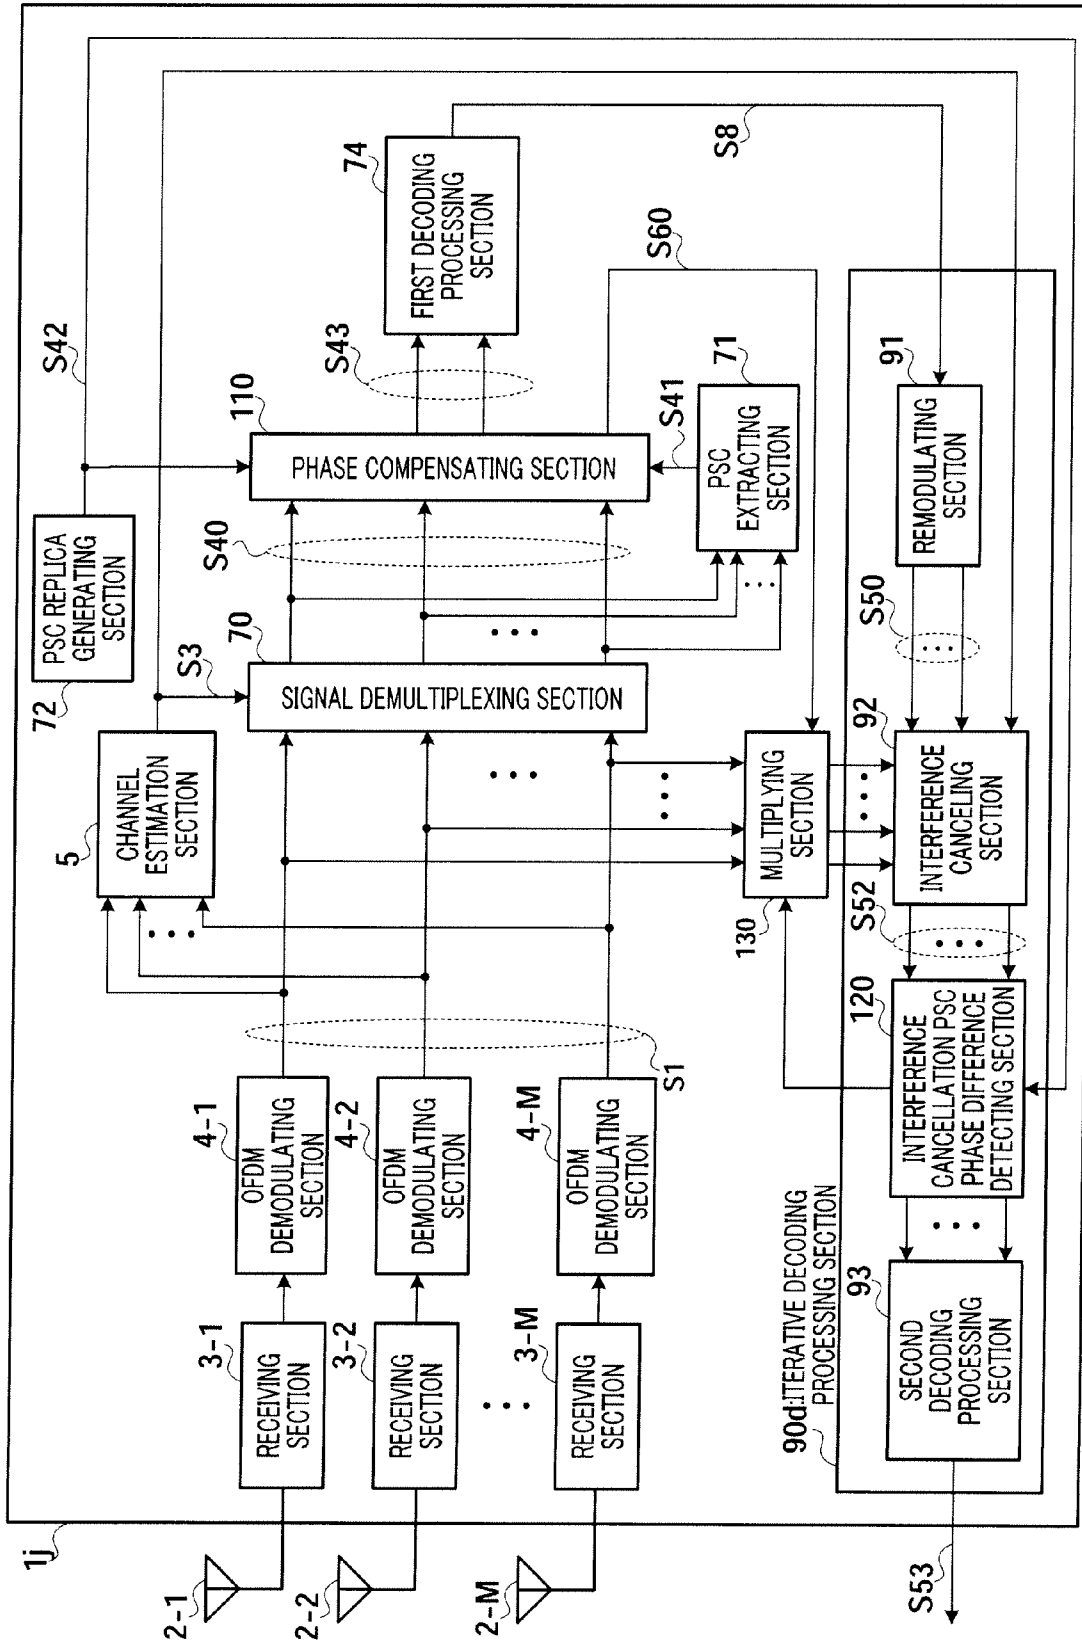 1j
2-1
2-2
2-M
3-1
RECEIVING
SECTION
3-2
RECEIVING
SECTION
3-M
RECEIVING
SECTION
4-1
OFDM
DEMODULATING
SECTION
4-2
OFDM
DEMODULATING
SECTION
4-M
OFDM
DEMODULATING
SECTION
S1
5
CHANNEL
ESTIMATION
SECTION
S3
72
PSC REPLICA
GENERATING
SECTION
S42
70
SIGNAL DEMULTIPLEXING SECTION
S40
110
PHASE COMPENSATING SECTION
S43
74
FIRST DECODING
PROCESSING
SECTION
S41
71
PSC
EXTRACTING
SECTION
S60
S8
130
MULTIPLYING
SECTION
90d:ITERATIVE DECODING
PROCESSING SECTION
93
SECOND
DECODING
PROCESSING
SECTION
120
INTERFERENCE
CANCELLATION PSC
PHASE DIFFERENCE
DETECTING SECTION
S52
92
INTERFERENCE
CANCELING
SECTION
S50
91
REMODULATING
SECTION
S53